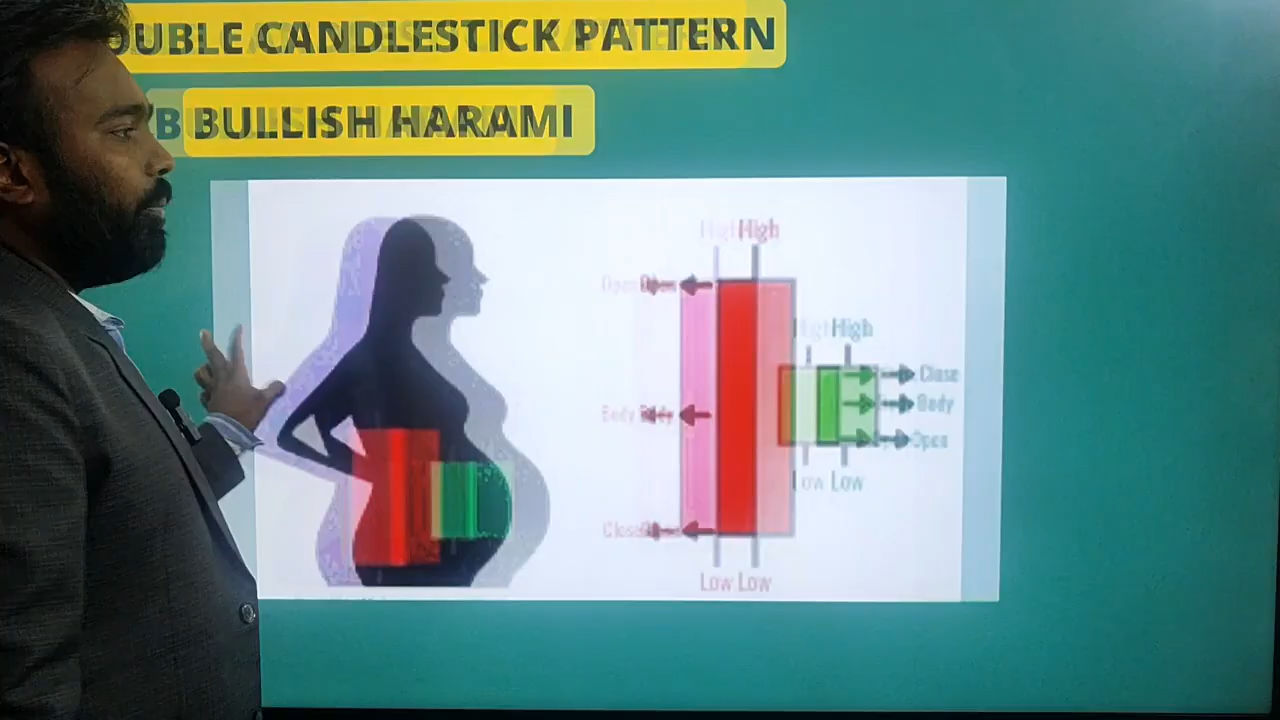 OUBLE CANDLESTICK PATTERN
BULLISH HARAMI
High
Open
High
Close
Body
Body
Open
Low
Close
Low